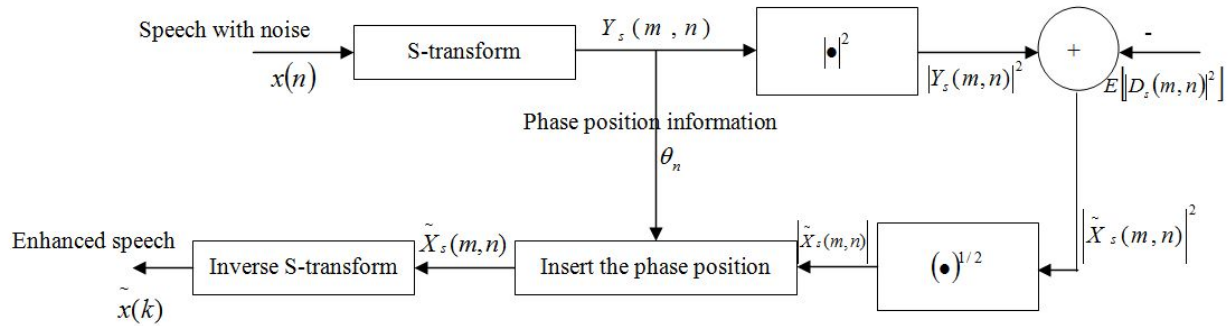 Speech with noise
x(n)
S-transform
Y_s(m, n)
|•|²
|Y_s(m,n)|²
+
-
E[|D_s(m,n)|²]
Phase position information
θ_n
|X̃_s(m,n)|²
(•)^{1/2}
|X̃_s(m,n)|
Insert the phase position
X̃_s(m,n)
Inverse S-transform
Enhanced speech
x̃(k)